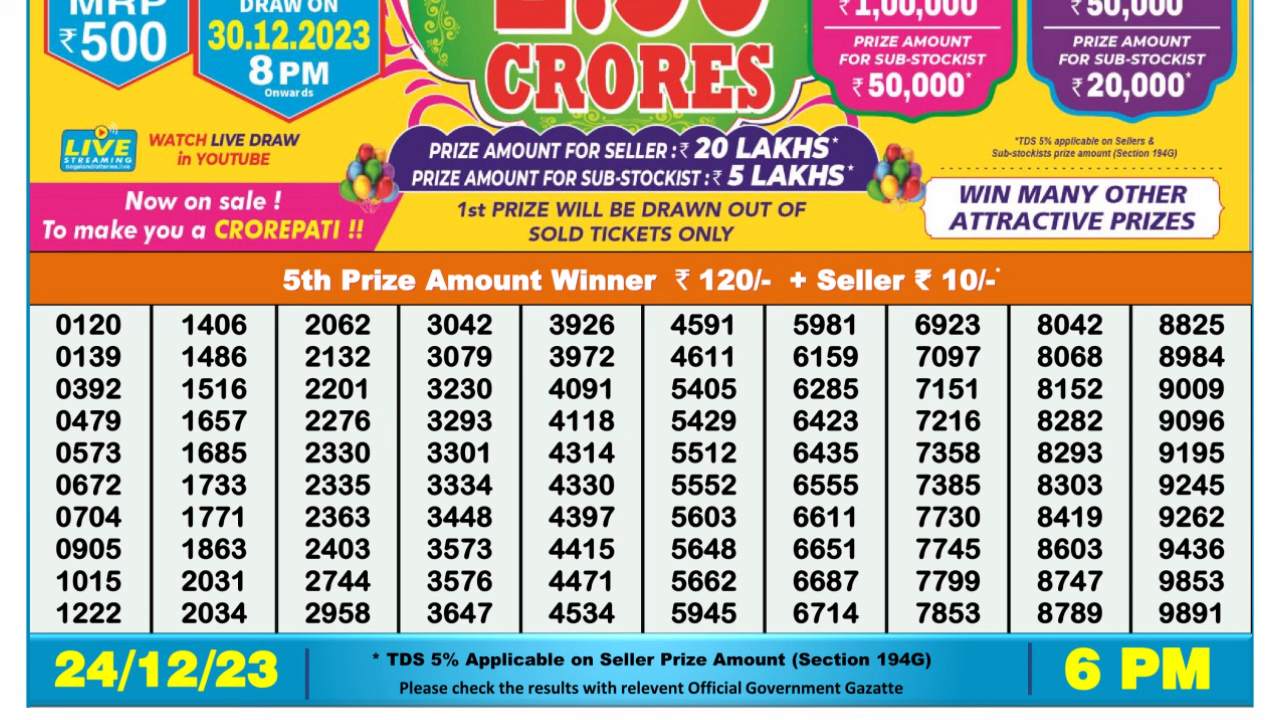 MRP
₹500
DRAW ON
30.12.2023
8 PM
Onwards
CRORES
₹1,00,000
PRIZE AMOUNT
FOR SUB-STOCKIST
₹50,000*
₹50,000
PRIZE AMOUNT
FOR SUB-STOCKIST
₹20,000*
LIVE
STREAMING
WATCH LIVE DRAW
in YOUTUBE
PRIZE AMOUNT FOR SELLER :₹ 20 LAKHS*
PRIZE AMOUNT FOR SUB-STOCKIST :₹ 5 LAKHS*
*TDS 5% applicable on Sellers &
Sub-stockists prize amount (Section 194G)
Now on sale !
To make you a CROREPATI !!
1st PRIZE WILL BE DRAWN OUT OF
SOLD TICKETS ONLY
WIN MANY OTHER
ATTRACTIVE PRIZES
5th Prize Amount Winner ₹ 120/- + Seller ₹ 10/-*
0120 1406 2062 3042 3926 4591 5981 6923 8042 8825
0139 1486 2132 3079 3972 4611 6159 7097 8068 8984
0392 1516 2201 3230 4091 5405 6285 7151 8152 9009
0479 1657 2276 3293 4118 5429 6423 7216 8282 9096
0573 1685 2330 3301 4314 5512 6435 7358 8293 9195
0672 1733 2335 3334 4330 5552 6555 7385 8303 9245
0704 1771 2363 3448 4397 5603 6611 7730 8419 9262
0905 1863 2403 3573 4415 5648 6651 7745 8603 9436
1015 2031 2744 3576 4471 5662 6687 7799 8747 9853
1222 2034 2958 3647 4534 5945 6714 7853 8789 9891
24/12/23
* TDS 5% Applicable on Seller Prize Amount (Section 194G)
Please check the results with relevent Official Government Gazatte
6 PM